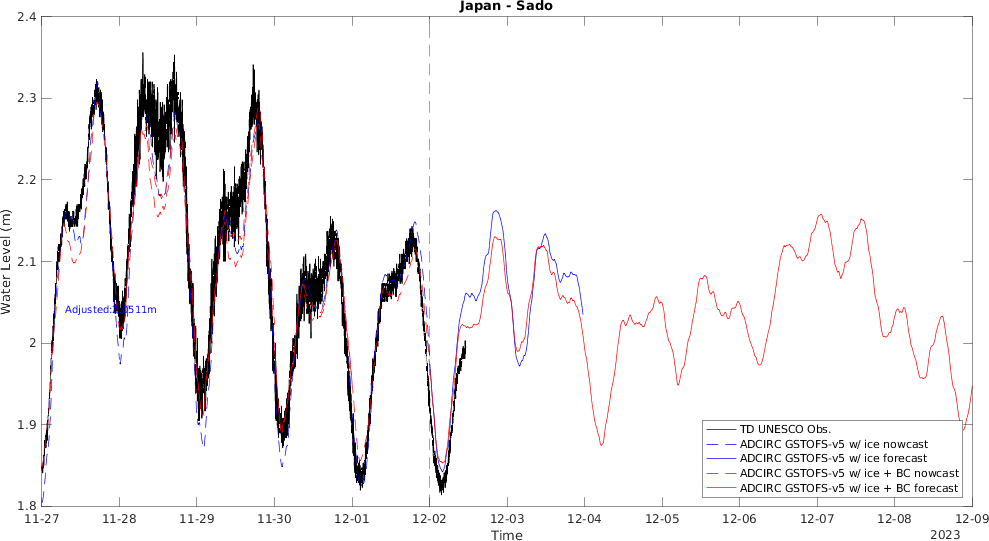 Japan - Sado
2.4
2.3
2.2
2.1
2
1.9
1.8
Water Level (m)
TD UNESCO Obs.
ADCIRC GSTOFS-v5 w/ ice nowcast
ADCIRC GSTOFS-v5 w/ ice forecast
ADCIRC GSTOFS-v5 w/ ice + BC nowcast
ADCIRC GSTOFS-v5 w/ ice + BC forecast
11-27
11-28
11-29
11-30
12-01
12-02
12-03
12-04
12-05
12-06
12-07
12-08
12-09
Time
2023